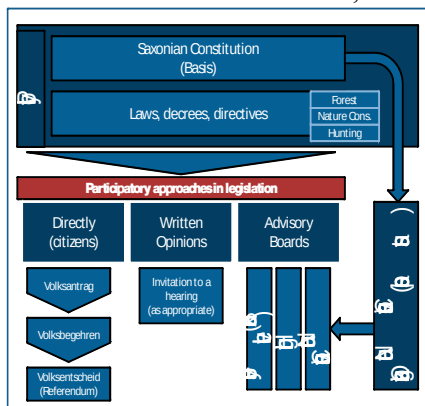 Saxonian Constitution
(Basis)
Laws, decrees, directives
Forest
Nature Cons.
Hunting
Participatory approaches in legislation
Directly
(citizens)
Written
Opinions
Advisory
Boards
Volksantrag
Volksbegehren
Volksentscheid
(Referendum)
Invitation to a
hearing
(as appropriate)